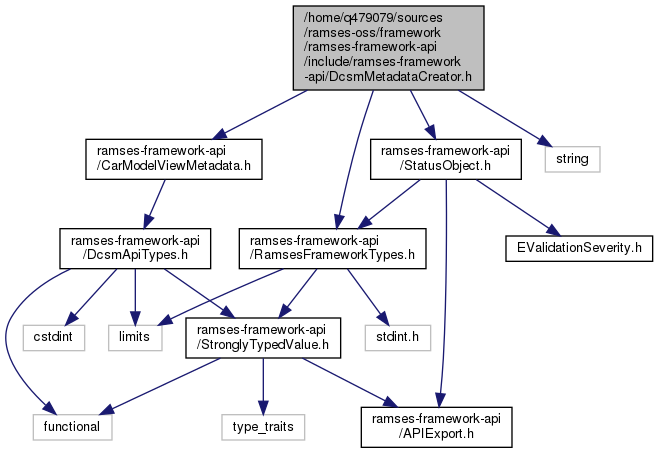 /home/q479079/sources
/ramses-oss/framework
/ramses-framework-api
/include/ramses-framework
-api/DcsmMetadataCreator.h
ramses-framework-api
/CarModelViewMetadata.h
ramses-framework-api
/StatusObject.h
string
ramses-framework-api
/DcsmApiTypes.h
ramses-framework-api
/RamsesFrameworkTypes.h
EValidationSeverity.h
cstdint
limits
ramses-framework-api
/StronglyTypedValue.h
stdint.h
functional
type_traits
ramses-framework-api
/APIExport.h